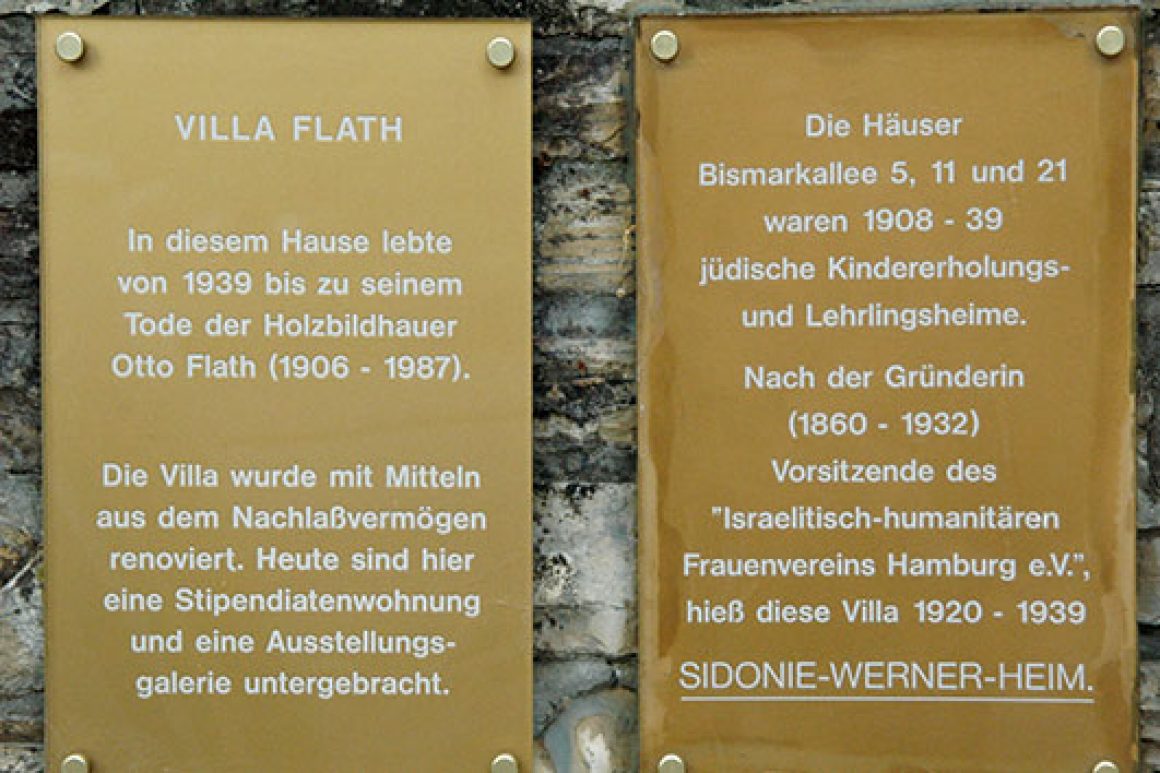 VILLA FLATH
In diesem Hause lebte
von 1939 bis zu seinem
Tode der Holzbildhauer
Otto Flath (1906 - 1987).
Die Villa wurde mit Mitteln
aus dem Nachlaßvermögen
renoviert. Heute sind hier
eine Stipendiatenwohnung
und eine Ausstellungs-
galerie untergebracht.
Die Häuser
Bismarkallee 5, 11 und 21
waren 1908 - 39
jüdische Kindererholungs-
und Lehrlingsheime.
Nach der Gründerin
(1860 - 1932)
Vorsitzende des
"Israelitisch-humanitären
Frauenvereins Hamburg e.V.",
hieß diese Villa 1920 - 1939
SIDONIE-WERNER-HEIM.